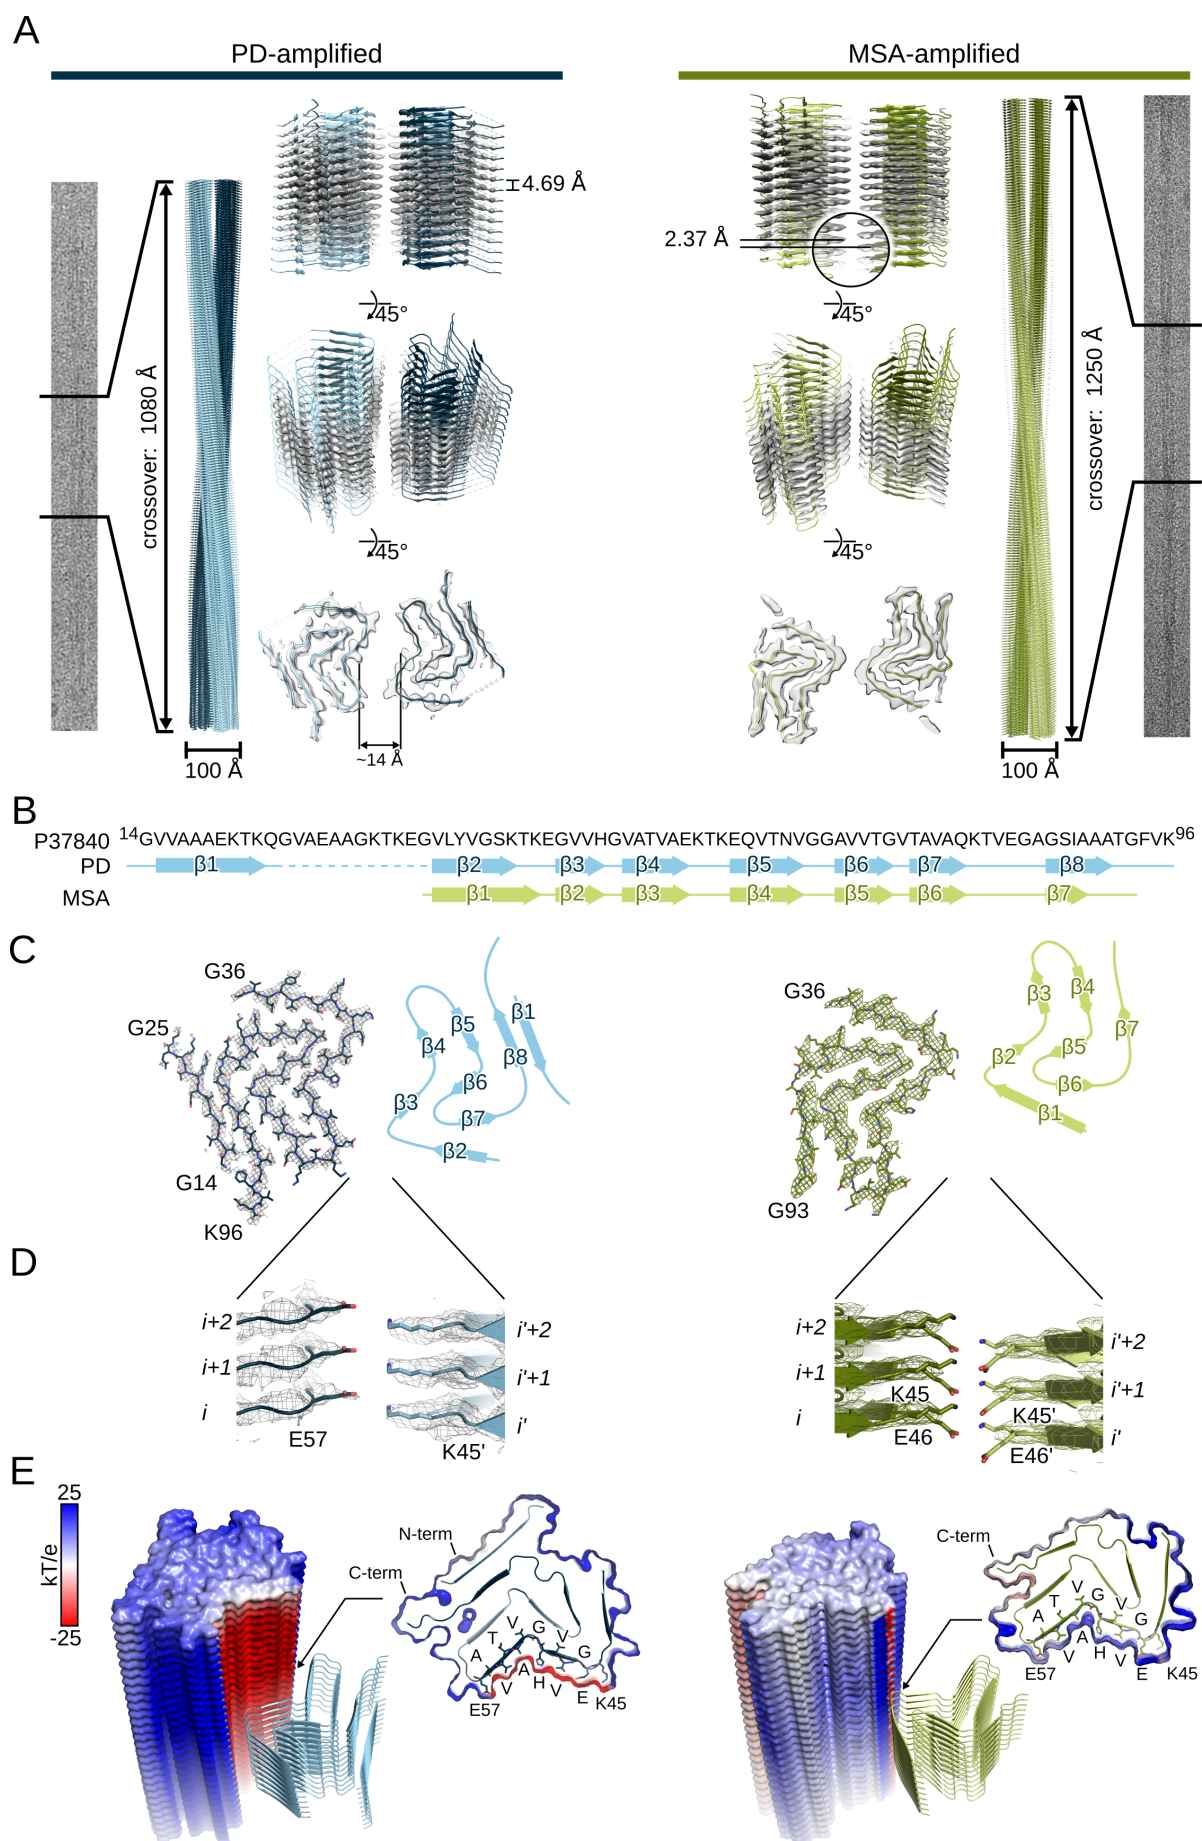 A
PD-amplified
MSA-amplified
4.69 Å
2.37 Å
45°
45°
crossover: 1080 Å
crossover: 1250 Å
45°
45°
~14 Å
100 Å
100 Å
B
P37840 14GVVAAAEKTKQGVAEAAGKTKEGVLYVGSKTKEGVVHGVATVAEKTKEQVTNVGGAVVTGVTAVAQKTVEGAGSIAAATGFVK96
PD β1 β2 β3 β4 β5 β6 β7 β8
MSA β1 β2 β3 β4 β5 β6 β7
C
G36
G25
G14
K96
β1
β5
β4
β8
β6
β3
β7
β2
G36
G93
β4
β3
β7
β5
β2
β6
β1
D
i+2
i+1
i
E57
i'+2
i'+1
i'
K45'
i+2
i+1
i
K45
E46
i'+2
i'+1
i'
K45'
E46'
E
25
kT/e
-25
N-term
C-term
V G
T V
A A G
V H V E
E57 K45
C-term
V G
T V
A A G
V H V E
E57 K45